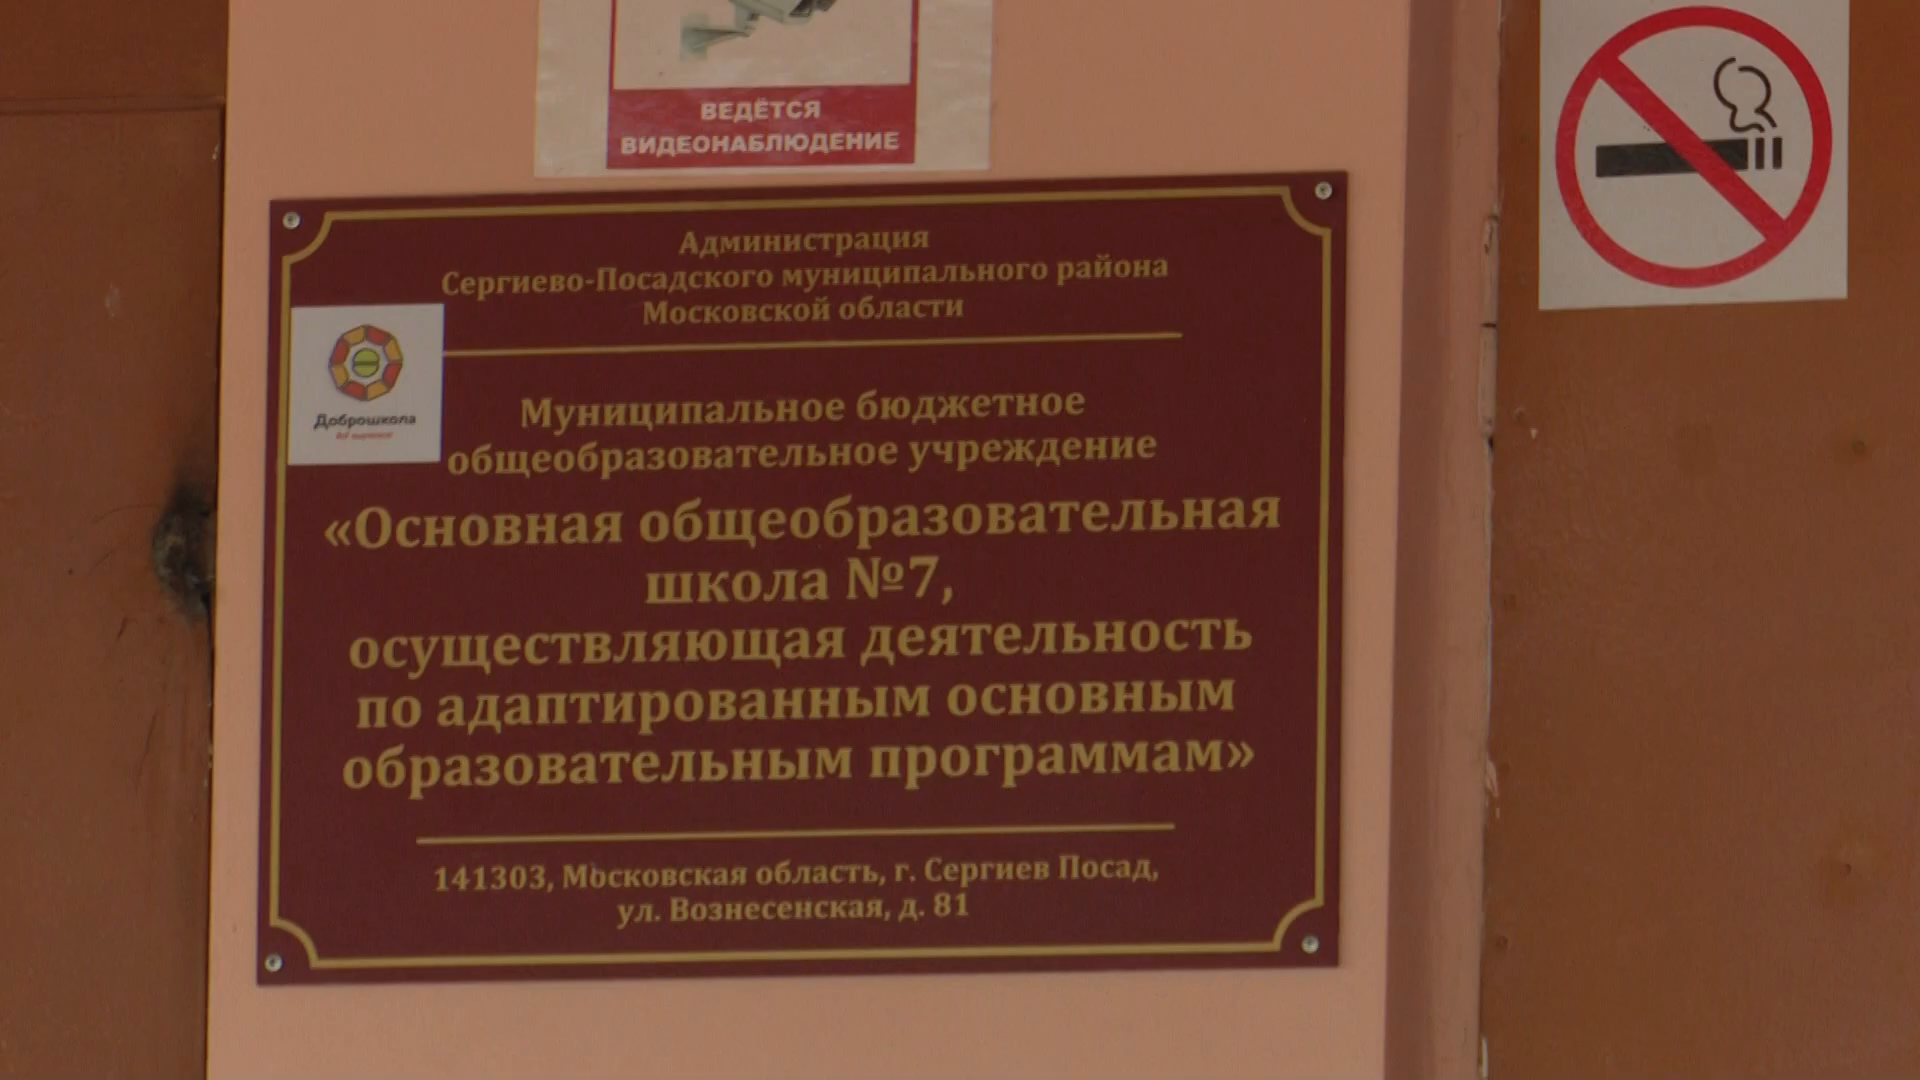 ВЕДЁТСЯ
ВИДЕОНАБЛЮДЕНИЕ
Администрация
Сергиево-Посадского муниципального района
Московской области
Доброшкола
Муниципальное бюджетное
общеобразовательное учреждение
«Основная общеобразовательная
школа №7,
осуществляющая деятельность
по адаптированным основным
образовательным программам»
141303, Московская область, г. Сергиев Посад,
ул. Вознесенская, д. 81